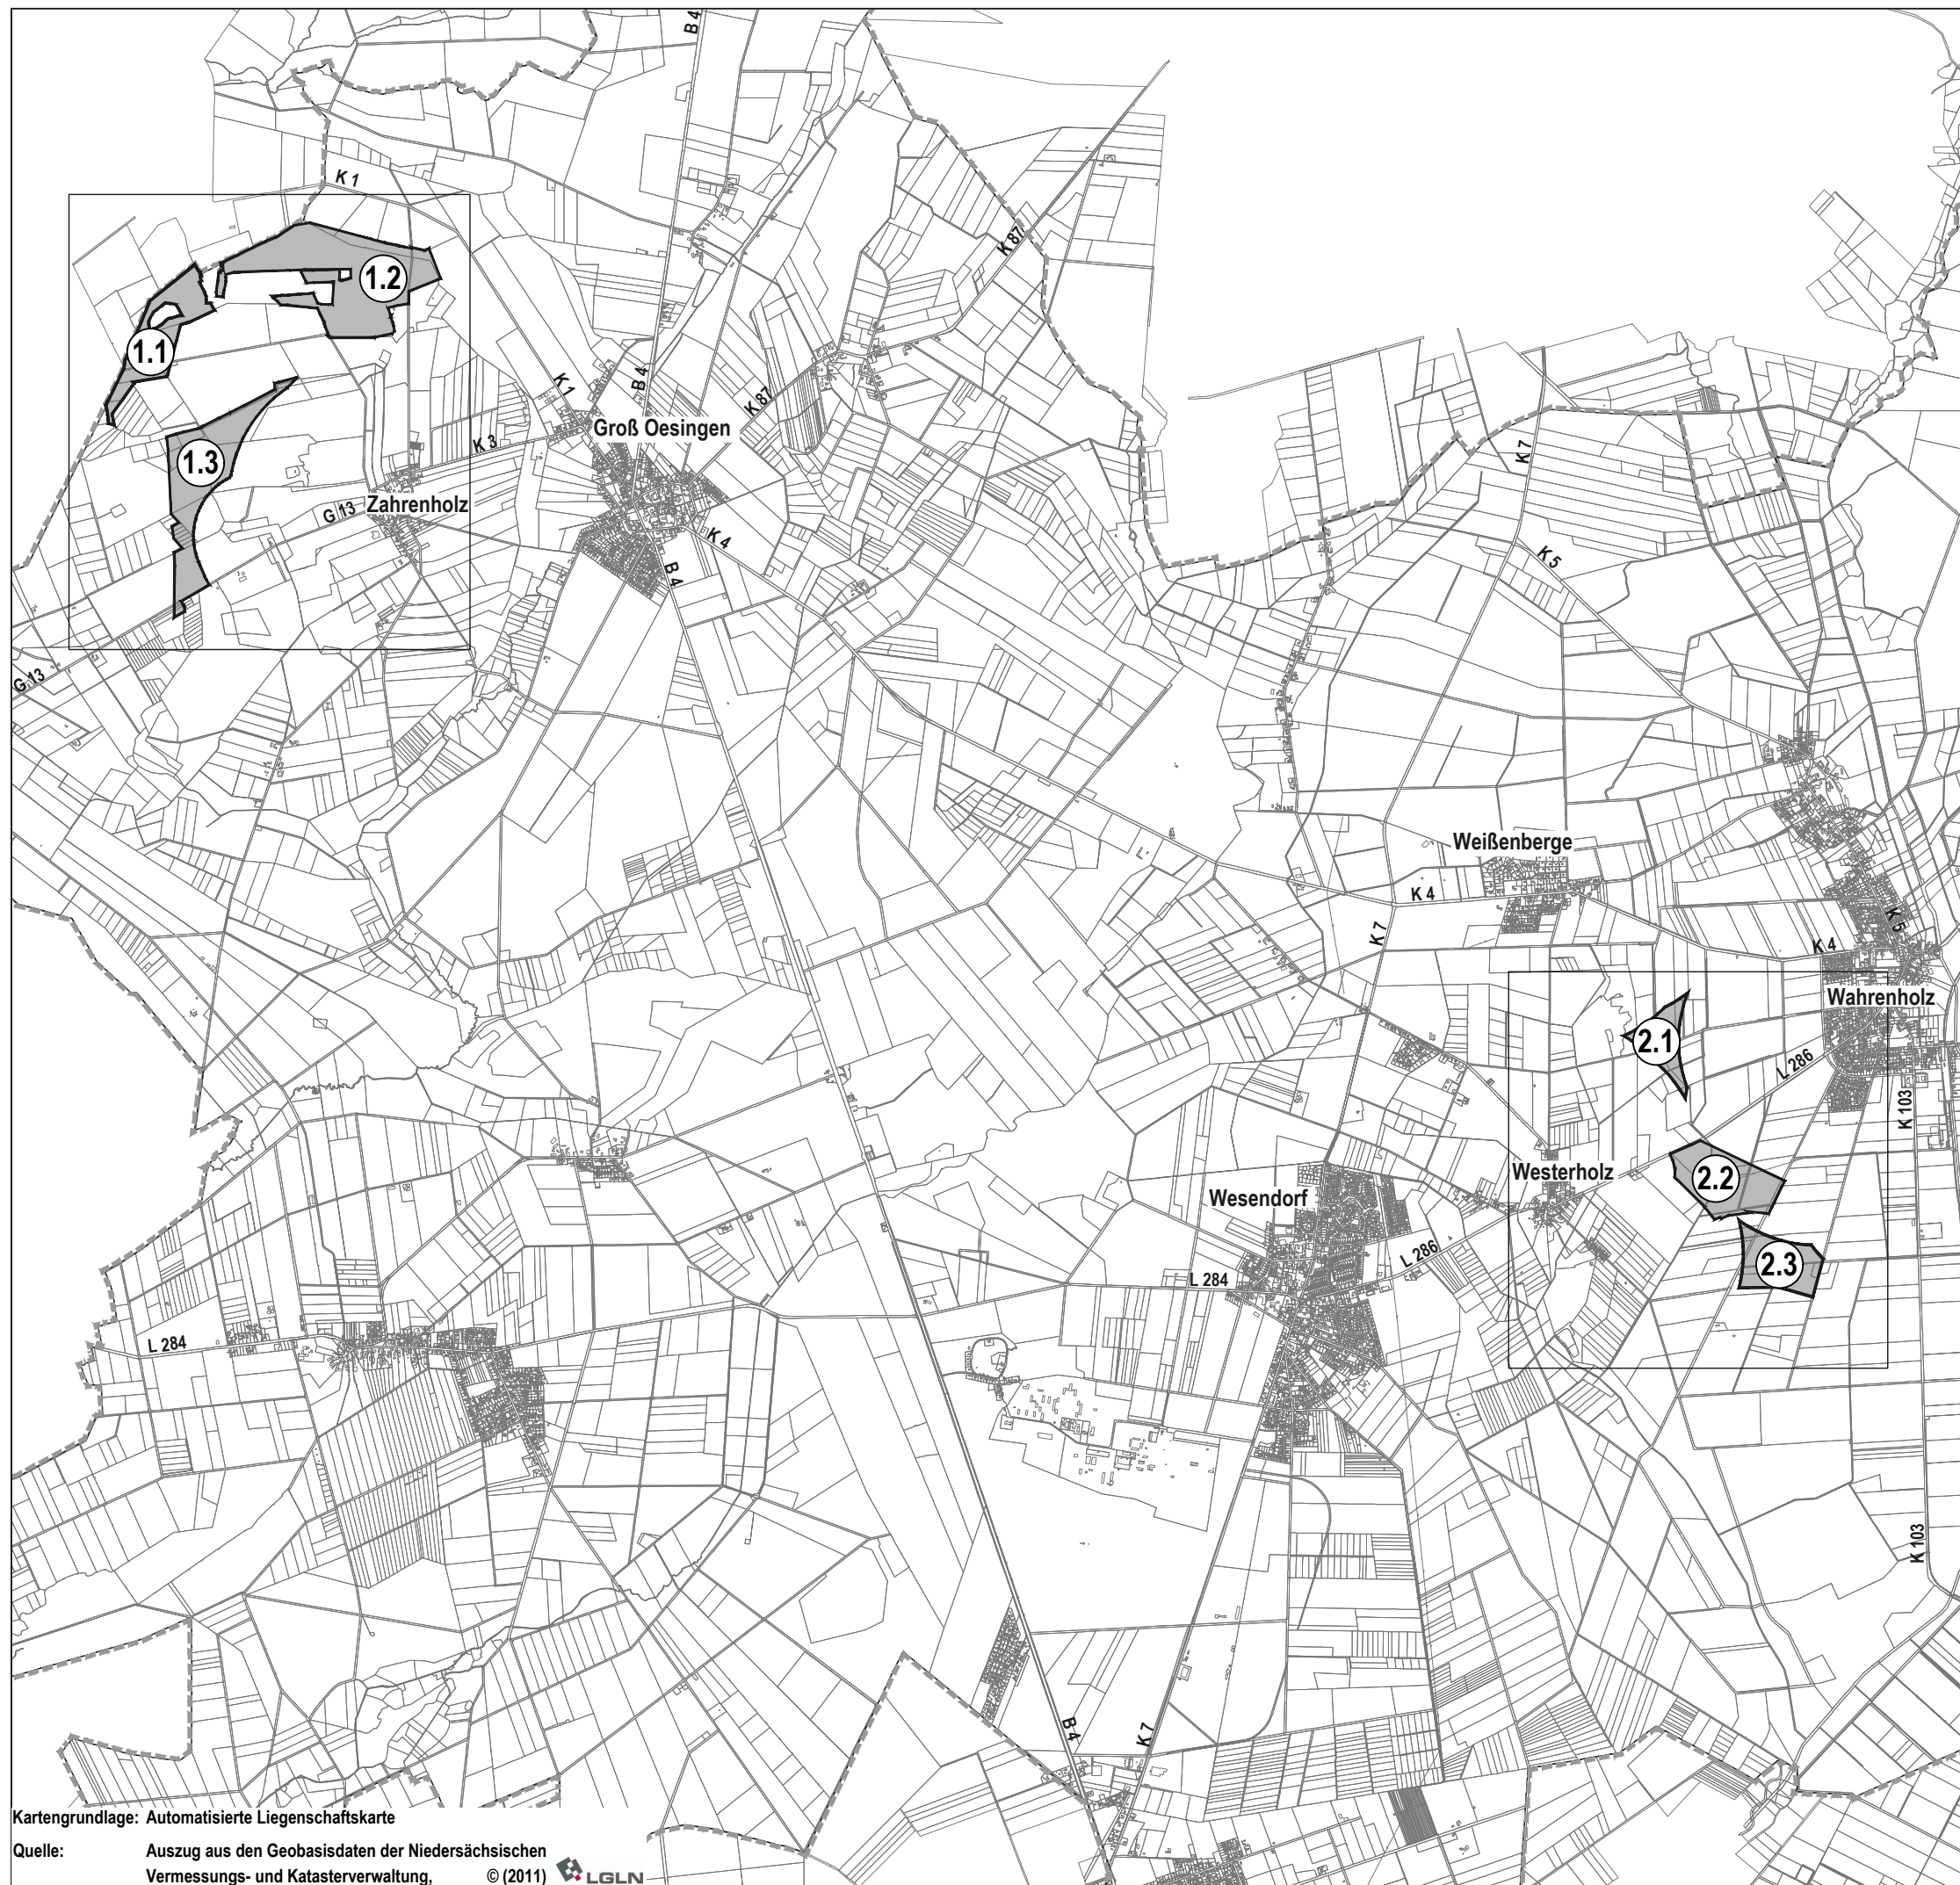 B 4
K 1
K 87
1.2
1.1
K 1
B 4
K 87
Groß Oesingen
K 3
1.3
Zahrenholz
G 13
K 4
B 4
G 13
K 7
K 5
Weißenberge
K 4
K 7
K 5
K 4
Wahrenholz
2.1
L 286
K 103
Westerholz
2.2
Wesendorf
L 286
2.3
L 284
L 284
K 103
B 4
K 7
Kartengrundlage: Automatisierte Liegenschaftskarte
Quelle: Auszug aus den Geobasisdaten der Niedersächsischen
Vermessungs- und Katasterverwaltung, © (2011) LGLN